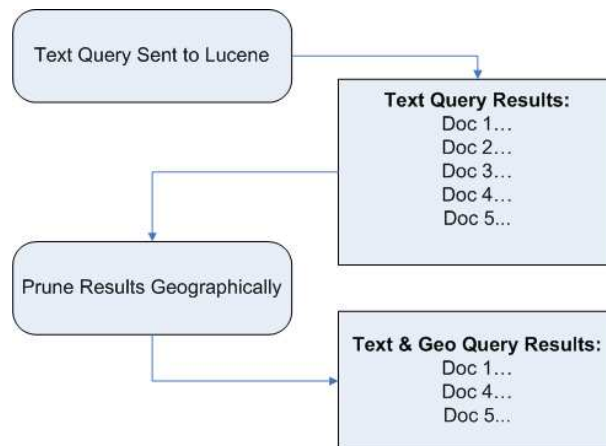 Text Query Sent to Lucene
Text Query Results:
Doc 1…
Doc 2…
Doc 3…
Doc 4…
Doc 5...
Prune Results Geographically
Text & Geo Query Results:
Doc 1…
Doc 4…
Doc 5...